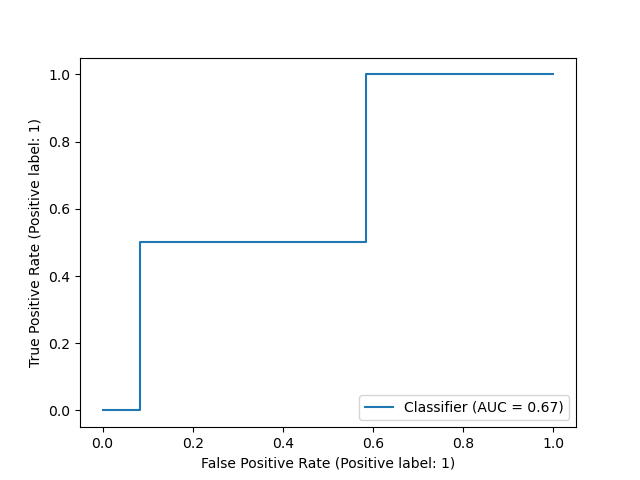 1.0
0.8
0.6
0.4
0.2
0.0
True Positive Rate (Positive label: 1)
Classifier (AUC = 0.67)
0.0 0.2 0.4 0.6 0.8 1.0
False Positive Rate (Positive label: 1)